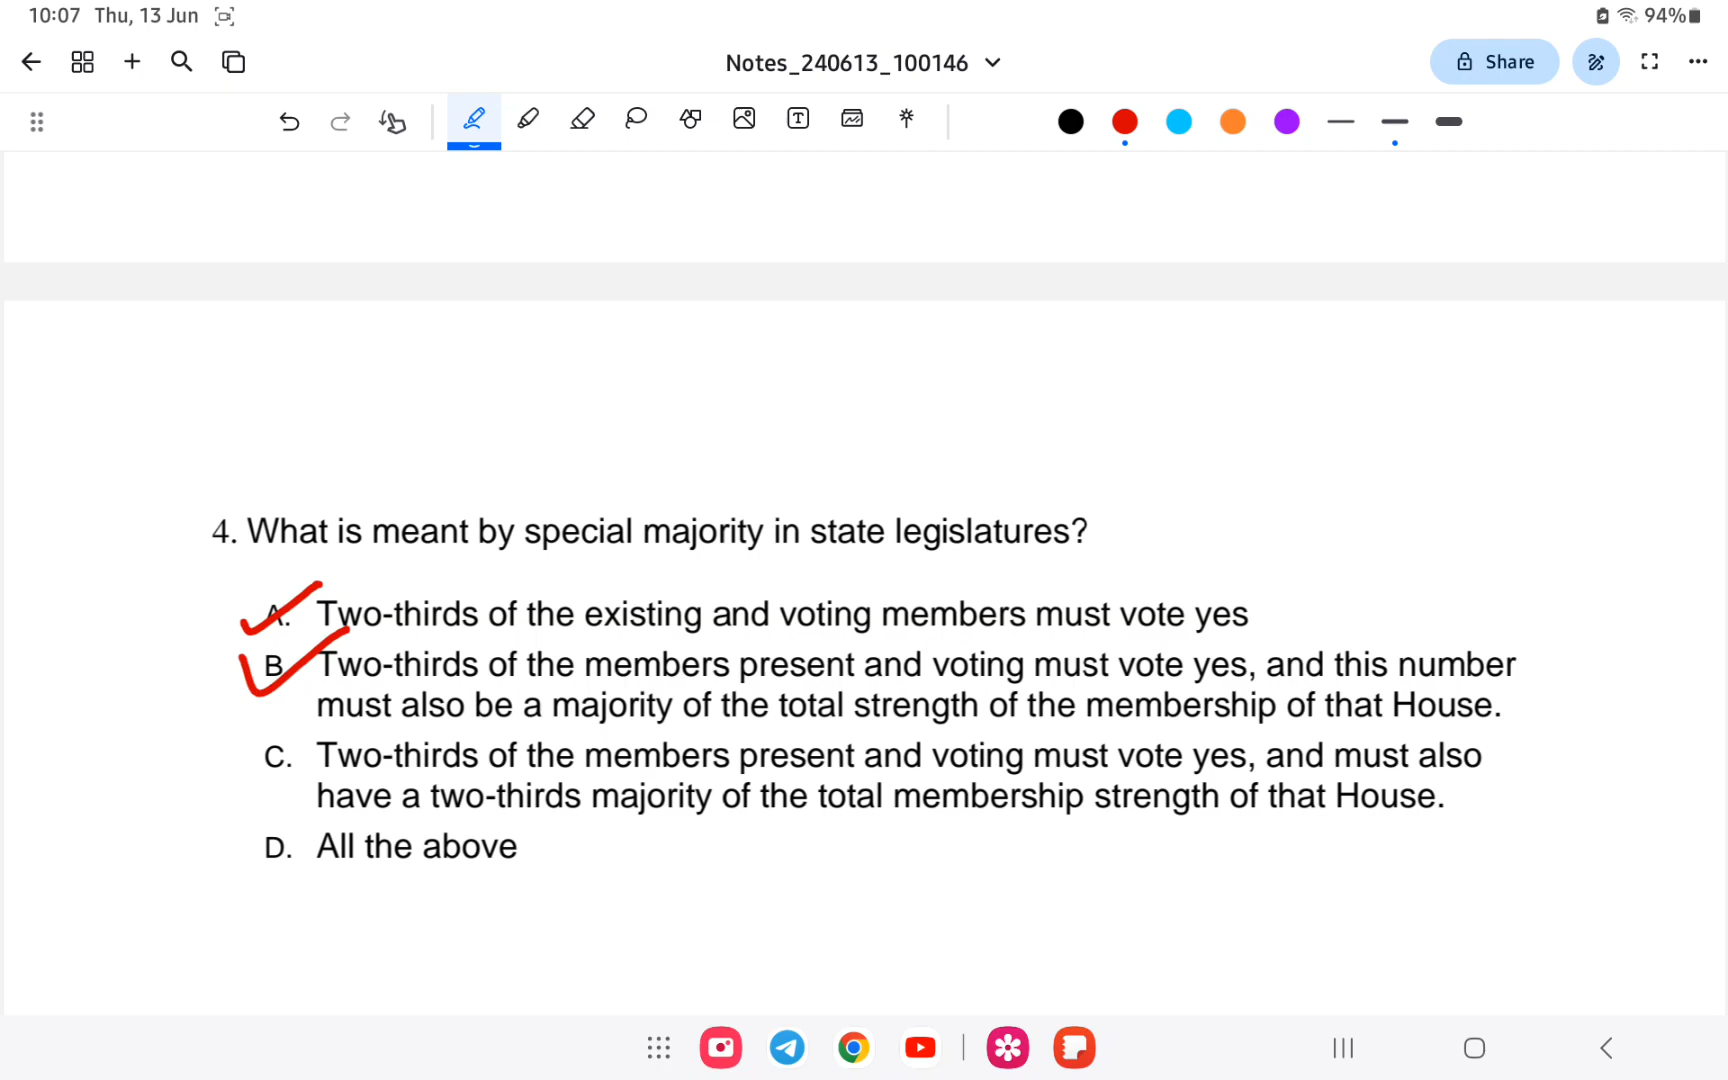 10:07 Thu, 13 Jun 94%
Notes_240613_100146
Share
4. What is meant by special majority in state legislatures?
A. Two-thirds of the existing and voting members must vote yes
B. Two-thirds of the members present and voting must vote yes, and this number
must also be a majority of the total strength of the membership of that House.
C. Two-thirds of the members present and voting must vote yes, and must also
have a two-thirds majority of the total membership strength of that House.
D. All the above